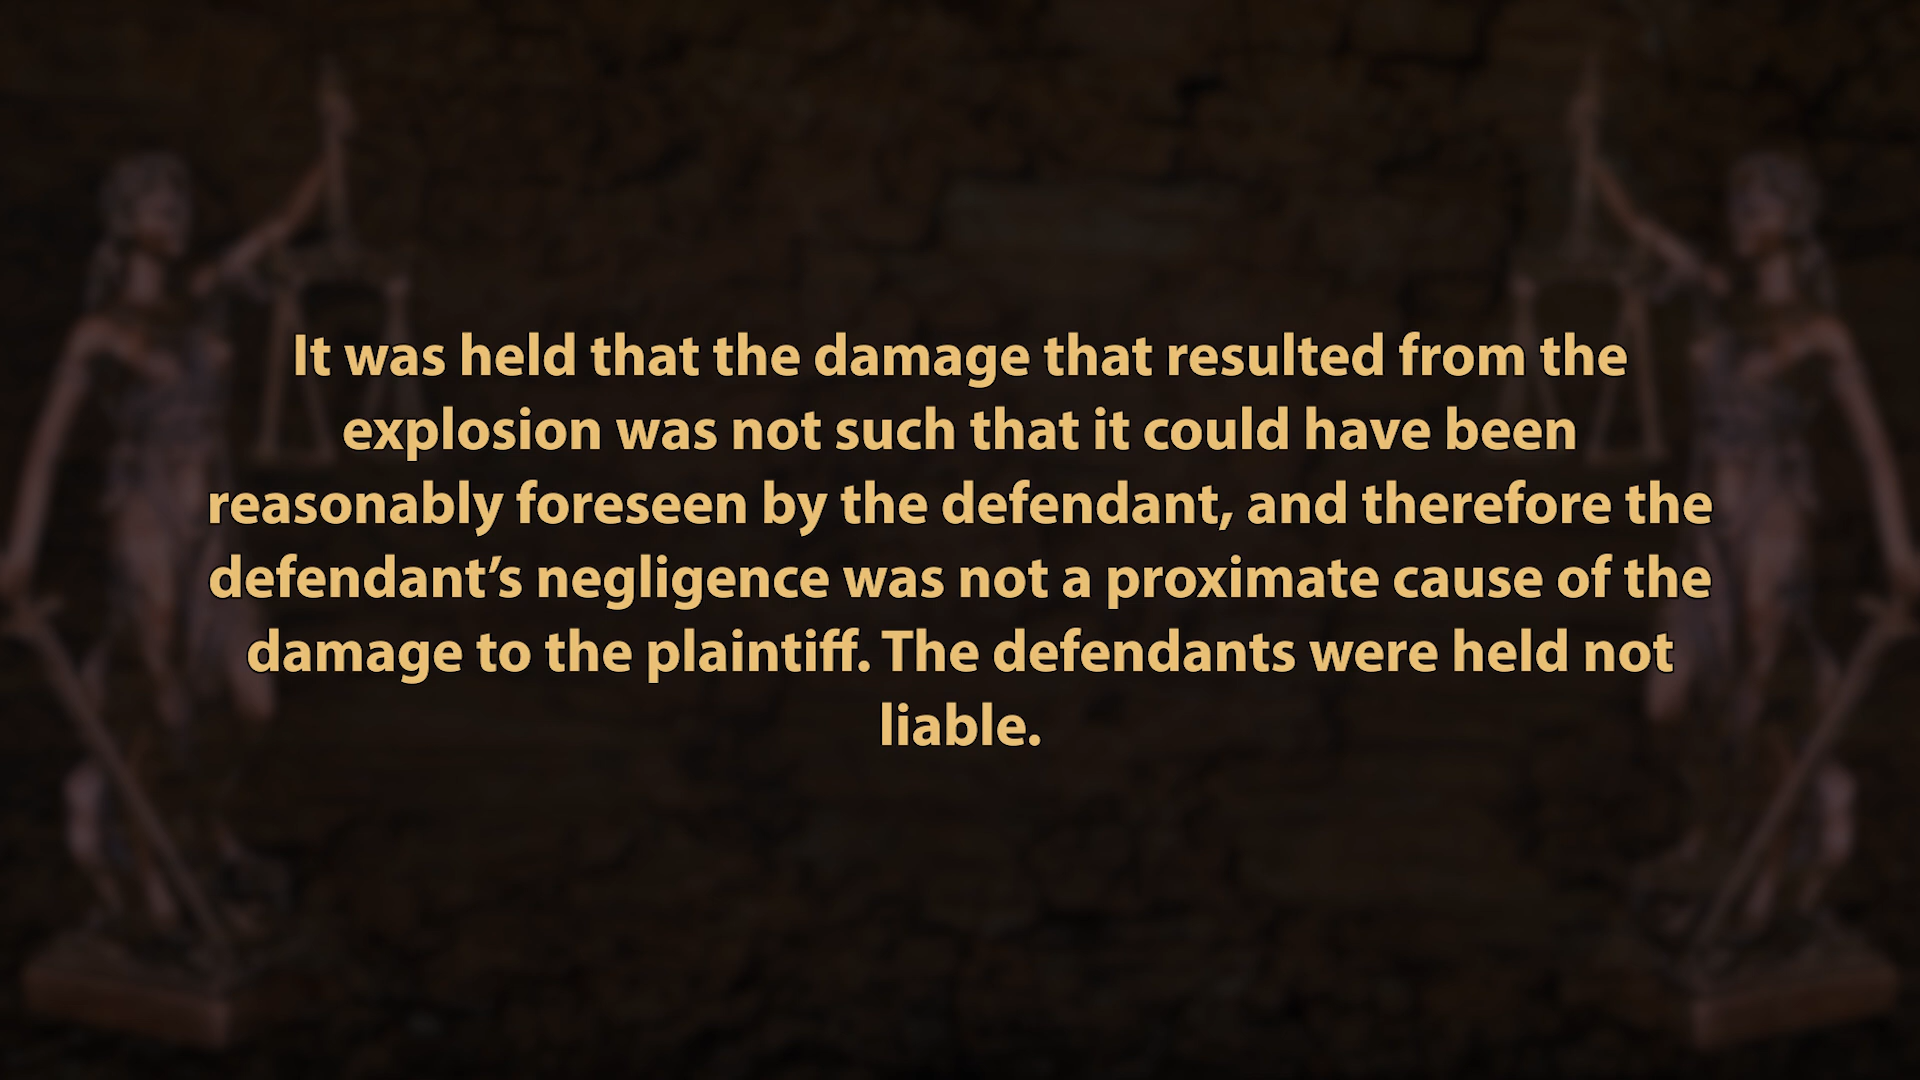 It was held that the damage that resulted from the
explosion was not such that it could have been
reasonably foreseen by the defendant, and therefore the
defendant’s negligence was not a proximate cause of the
damage to the plaintiff. The defendants were held not
liable.